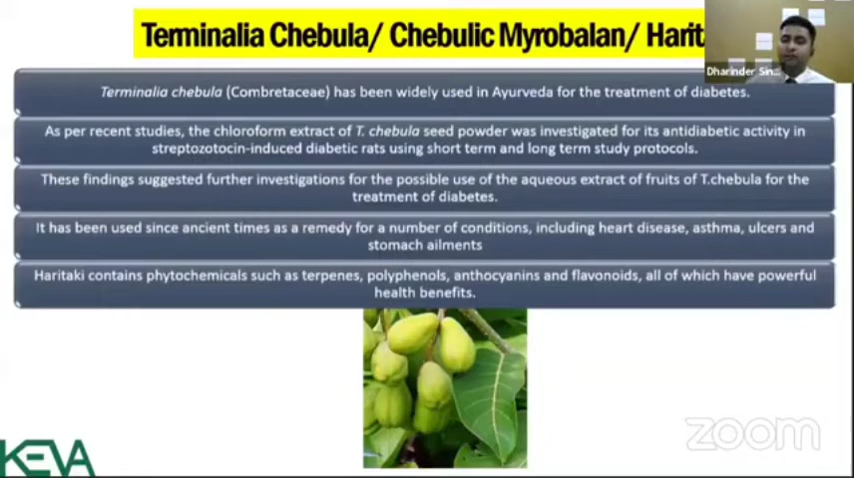 Terminalia Chebula/ Chebulic Myrobalan/
Dharinder Sin...
Terminalia chebula (Combretaceae) has been widely used in Ayurveda for the treatment of diabetes.
As per recent studies, the chloroform extract of T. chebula seed powder was investigated for its antidiabetic activity in
streptozotocin-induced diabetic rats using short term and long term study protocols.
These findings suggested further investigations for the possible use of the aqueous extract of fruits of T.chebula for the
treatment of diabetes.
It has been used since ancient times as a remedy for a number of conditions, including heart disease, asthma, ulcers and
stomach ailments
Haritaki contains phytochemicals such as terpenes, polyphenols, anthocyanins and flavonoids, all of which have powerful
health benefits.
zoom
KEVA